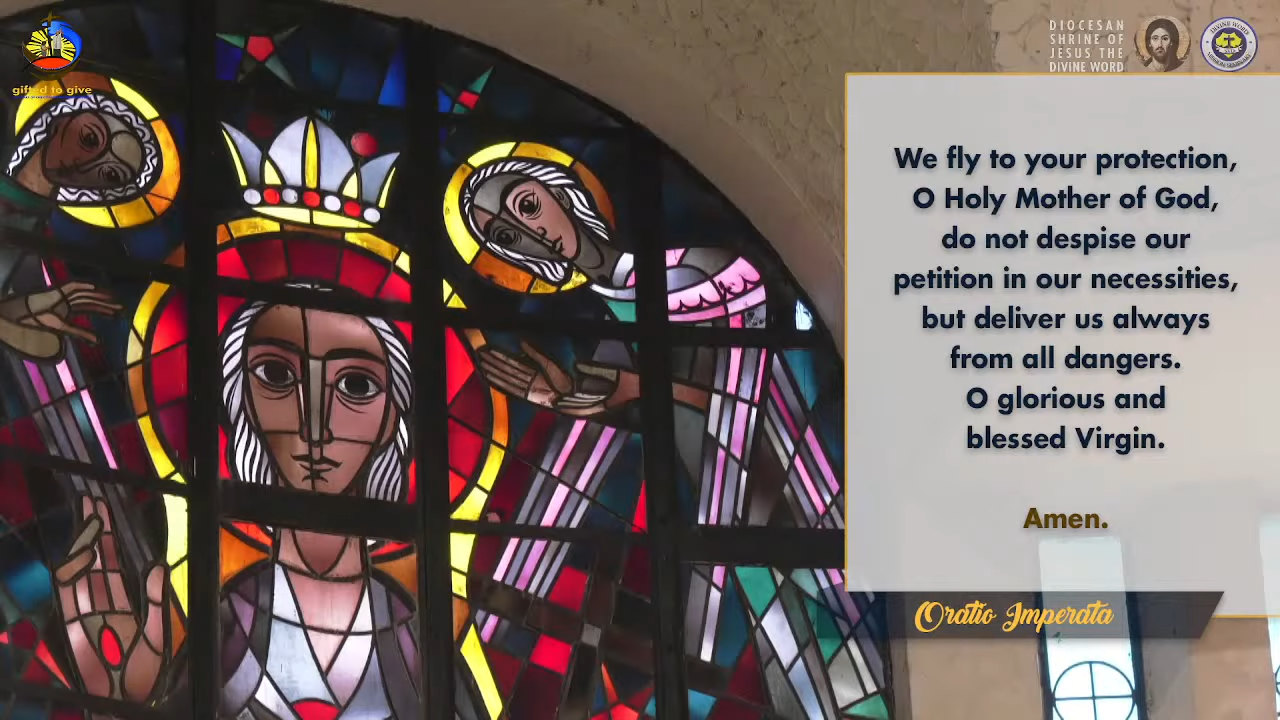 gifted to give
DIOCESAN
SHRINE OF
JESUS THE
DIVINE WORD
We fly to your protection,
O Holy Mother of God,
do not despise our
petition in our necessities,
but deliver us always
from all dangers.
O glorious and
blessed Virgin.
Amen.
Oratio Imperata